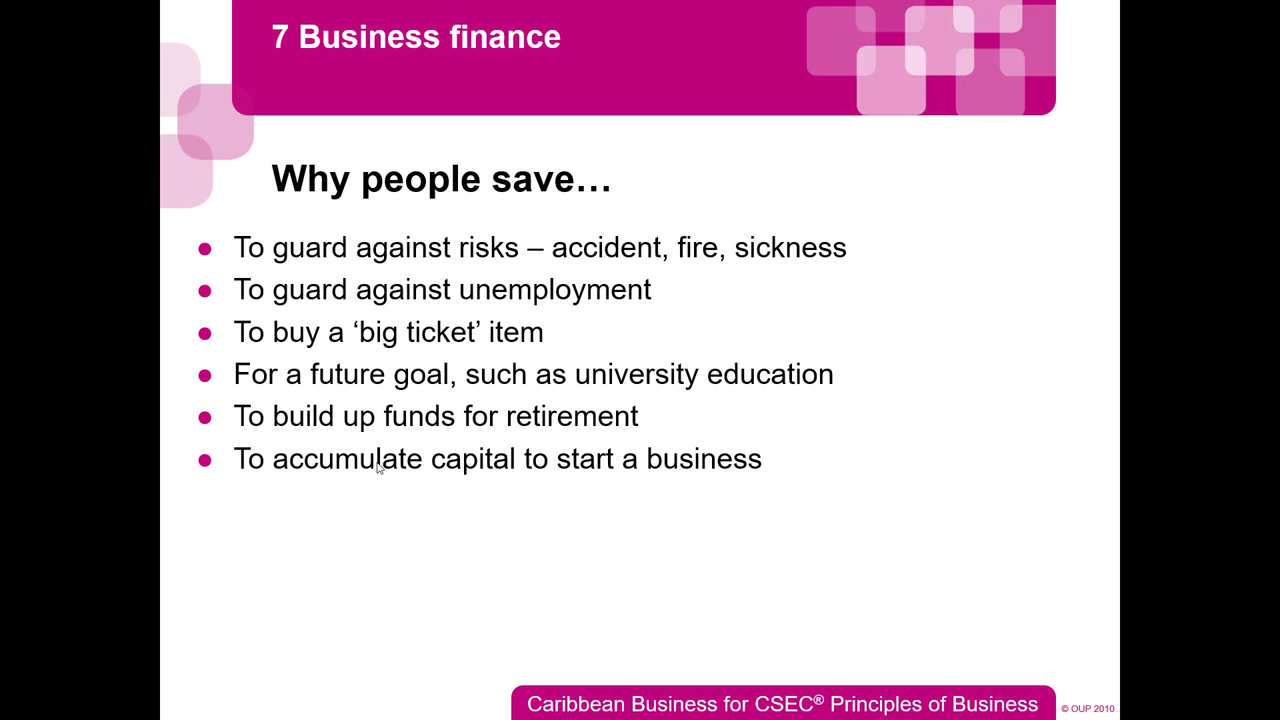 7 Business finance
Why people save…
● To guard against risks – accident, fire, sickness
● To guard against unemployment
● To buy a ‘big ticket’ item
● For a future goal, such as university education
● To build up funds for retirement
● To accumulate capital to start a business
Caribbean Business for CSEC® Principles of Business
© OUP 2010